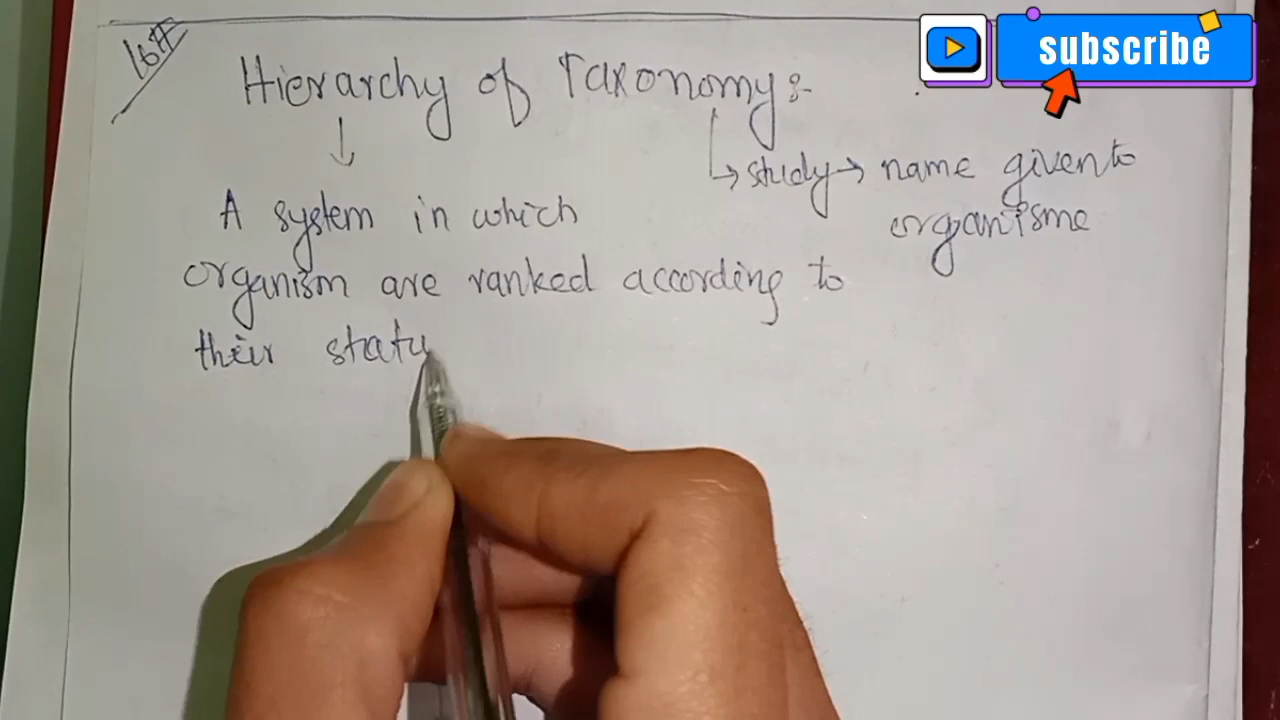 16#
subscribe
Hierarchy of Taxonomy:-
↓
↳ study → name given to
organisme
A system in which
organism are ranked according to
their statu